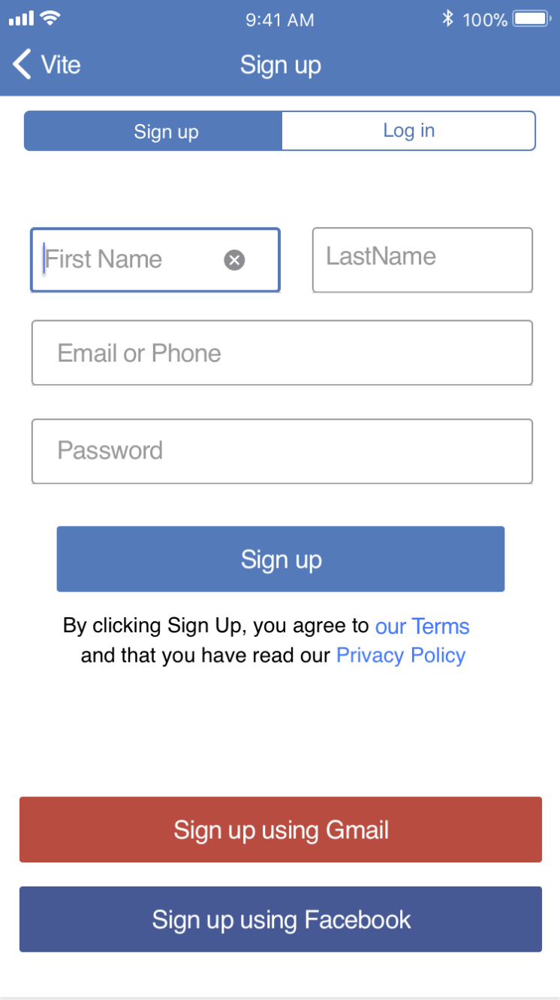 9:41 AM 100%
Vite Sign up
Sign up Log in
First Name LastName
Email or Phone
Password
Sign up
By clicking Sign Up, you agree to our Terms
and that you have read our Privacy Policy
Sign up using Gmail
Sign up using Facebook